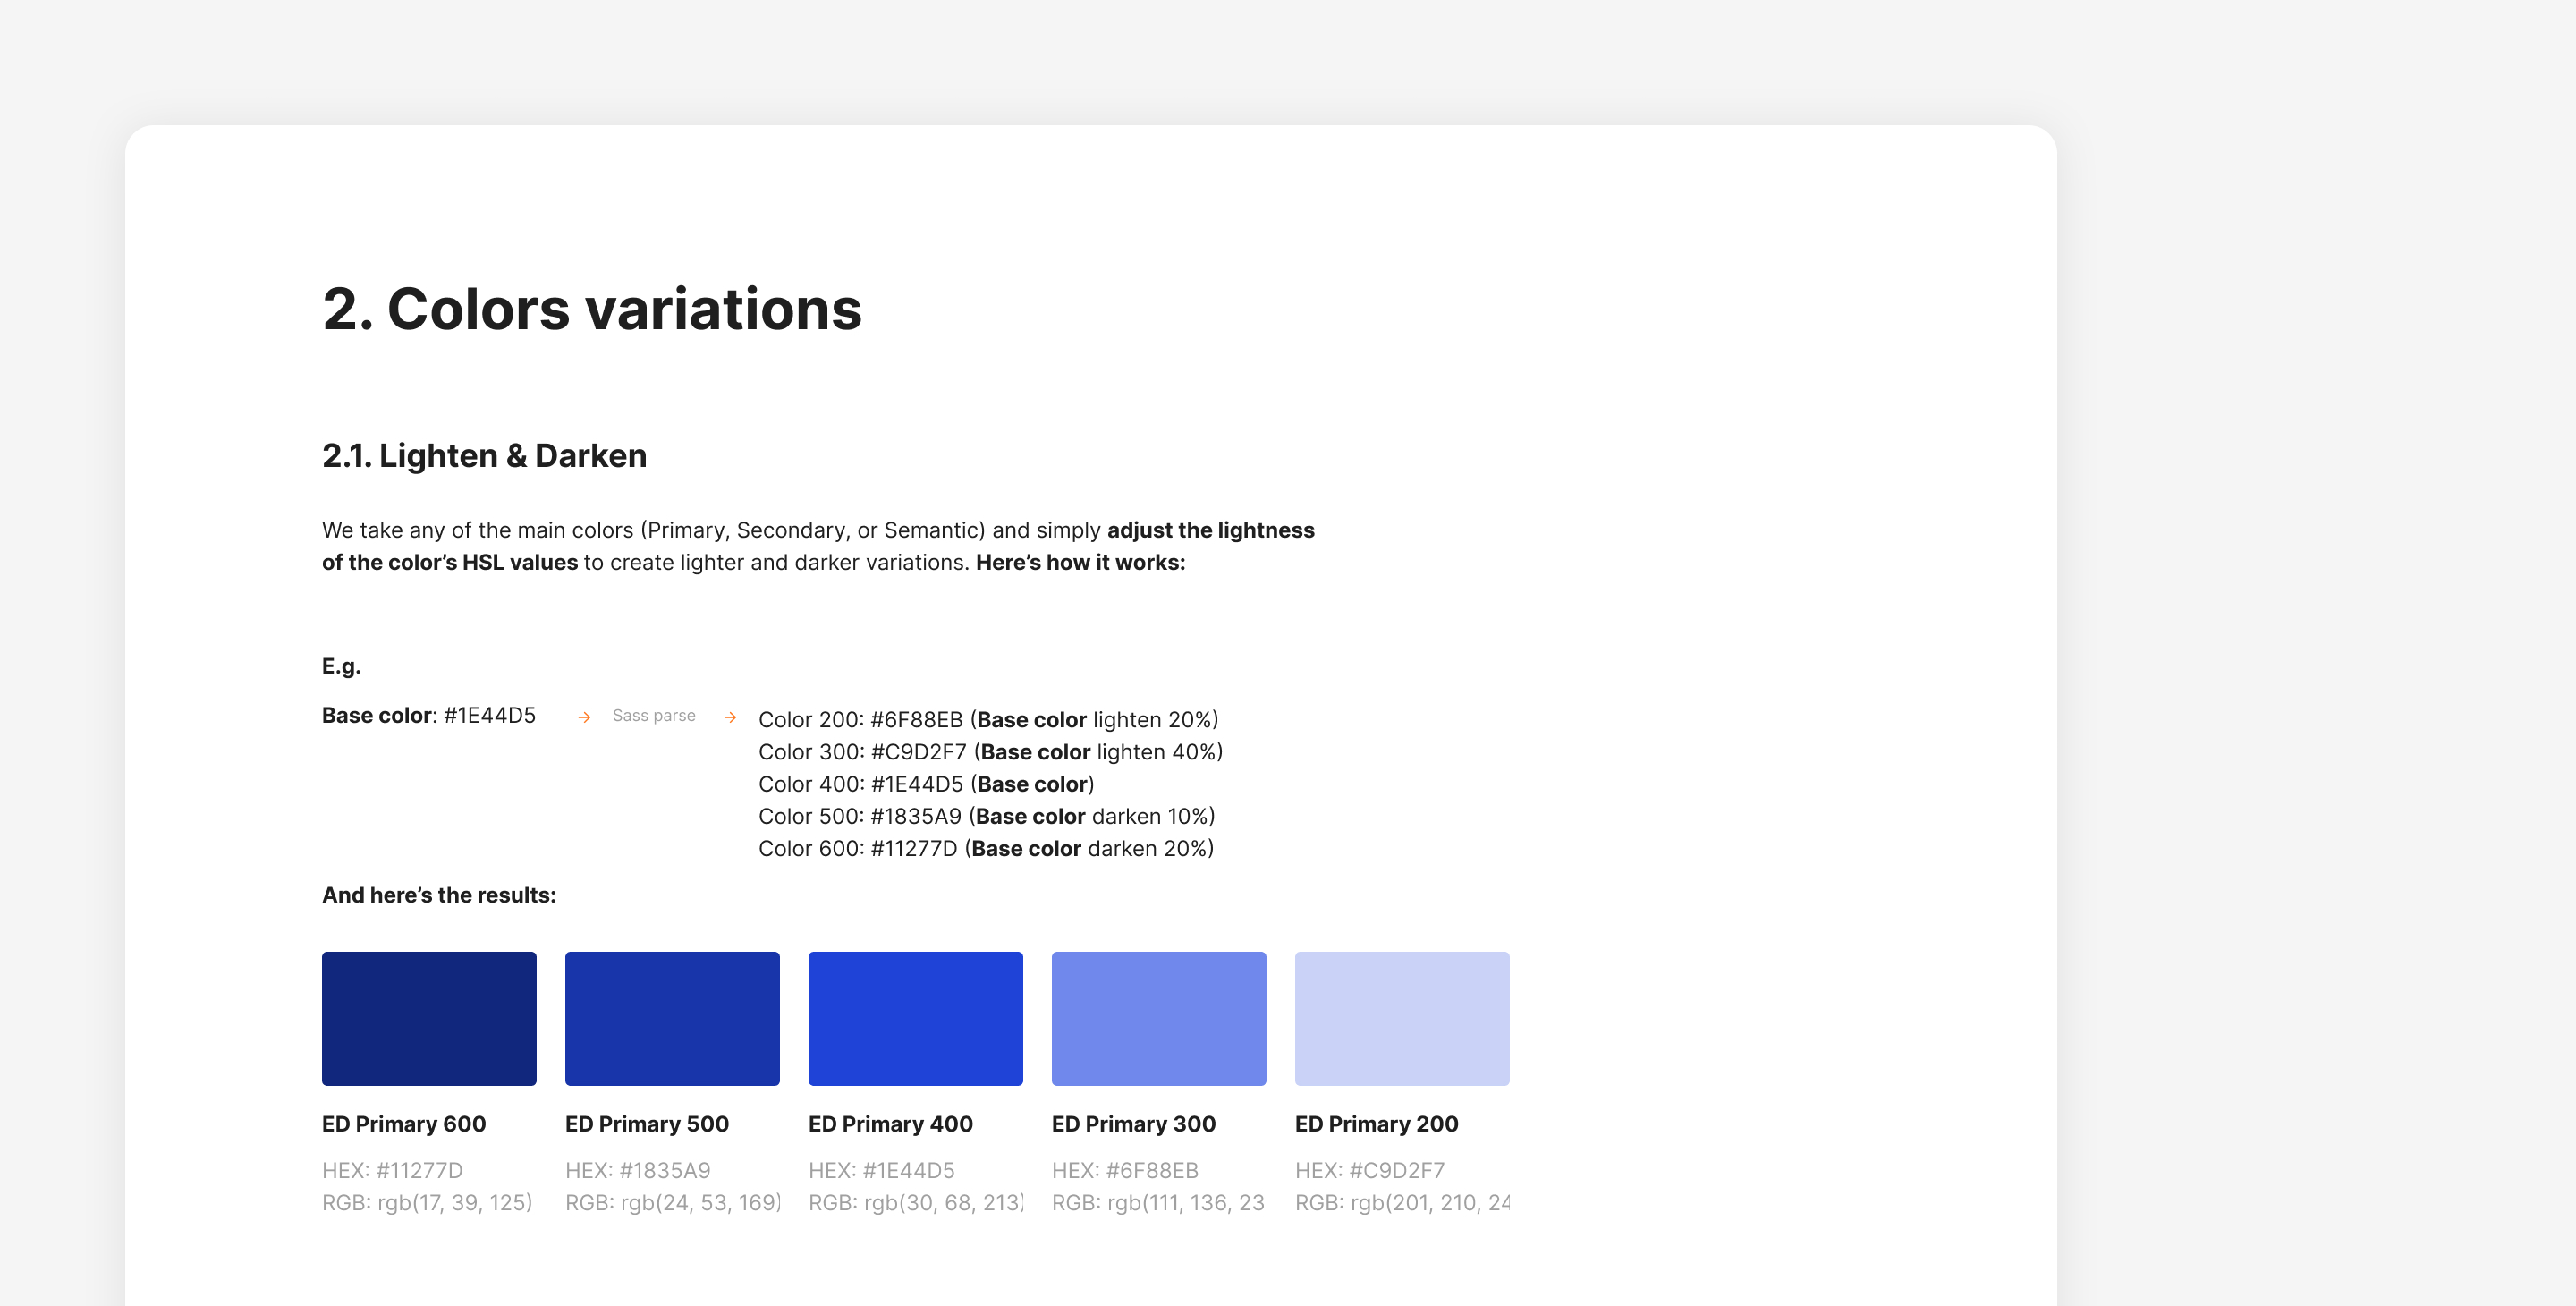 2. Colors variations
2.1. Lighten & Darken
We take any of the main colors (Primary, Secondary, or Semantic) and simply adjust the lightness
of the color’s HSL values to create lighter and darker variations. Here’s how it works:
E.g.
Base color: #1E44D5 → Sass parse → Color 200: #6F88EB (Base color lighten 20%)
Color 300: #C9D2F7 (Base color lighten 40%)
Color 400: #1E44D5 (Base color)
Color 500: #1835A9 (Base color darken 10%)
Color 600: #11277D (Base color darken 20%)
And here’s the results:
ED Primary 600
HEX: #11277D
RGB: rgb(17, 39, 125)
ED Primary 500
HEX: #1835A9
RGB: rgb(24, 53, 169)
ED Primary 400
HEX: #1E44D5
RGB: rgb(30, 68, 213)
ED Primary 300
HEX: #6F88EB
RGB: rgb(111, 136, 23
ED Primary 200
HEX: #C9D2F7
RGB: rgb(201, 210, 24